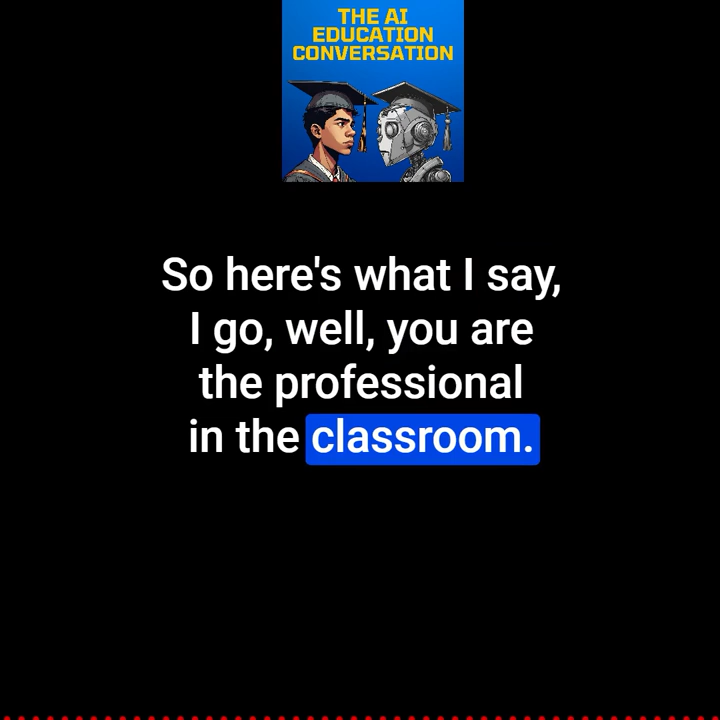 THE AI
EDUCATION
CONVERSATION
So here's what I say,
I go, well, you are
the professional
in the classroom.